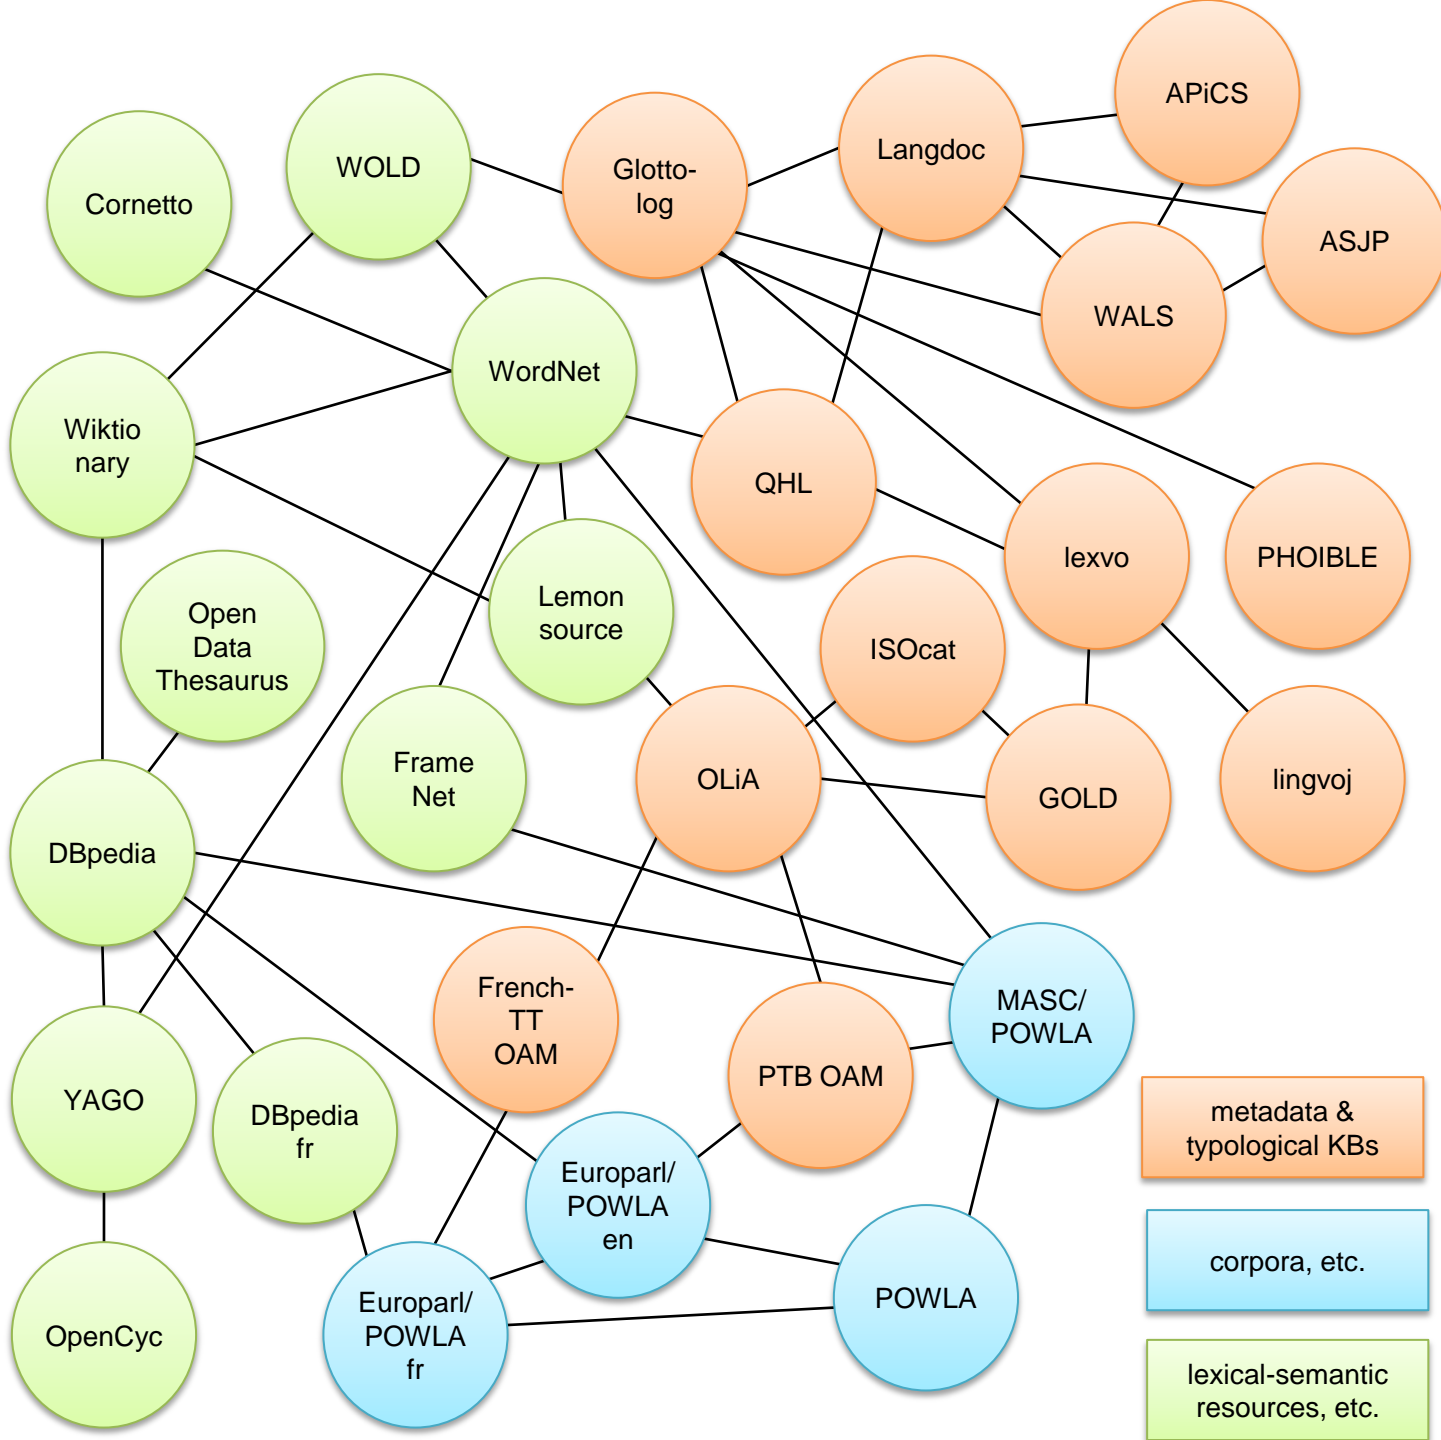 APiCS
WOLD
Glotto-
log
Langdoc
Cornetto
ASJP
WALS
WordNet
Wiktio
nary
QHL
lexvo
PHOIBLE
Open
Data
Thesaurus
Lemon
source
ISOcat
Frame
Net
OLiA
GOLD
lingvoj
DBpedia
French-
TT
OAM
MASC/
POWLA
PTB OAM
YAGO
DBpedia
fr
Europarl/
POWLA
en
metadata &
typological KBs
corpora, etc.
POWLA
OpenCyc
Europarl/
POWLA
fr
lexical-semantic
resources, etc.